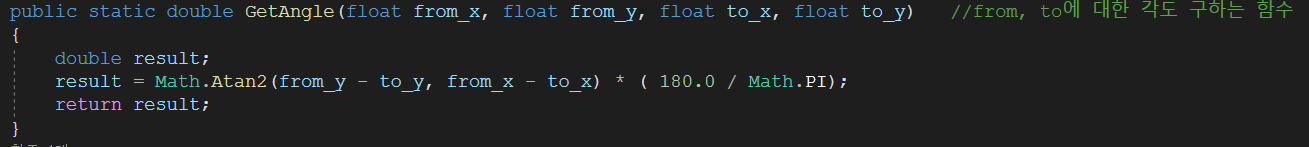 public static double GetAngle(float from_x, float from_y, float to_x, float to_y)   //from, to에 대한 각도 구하는 함수
{
    double result;
    result = Math.Atan2(from_y - to_y, from_x - to_x) * ( 180.0 / Math.PI);
    return result;
}